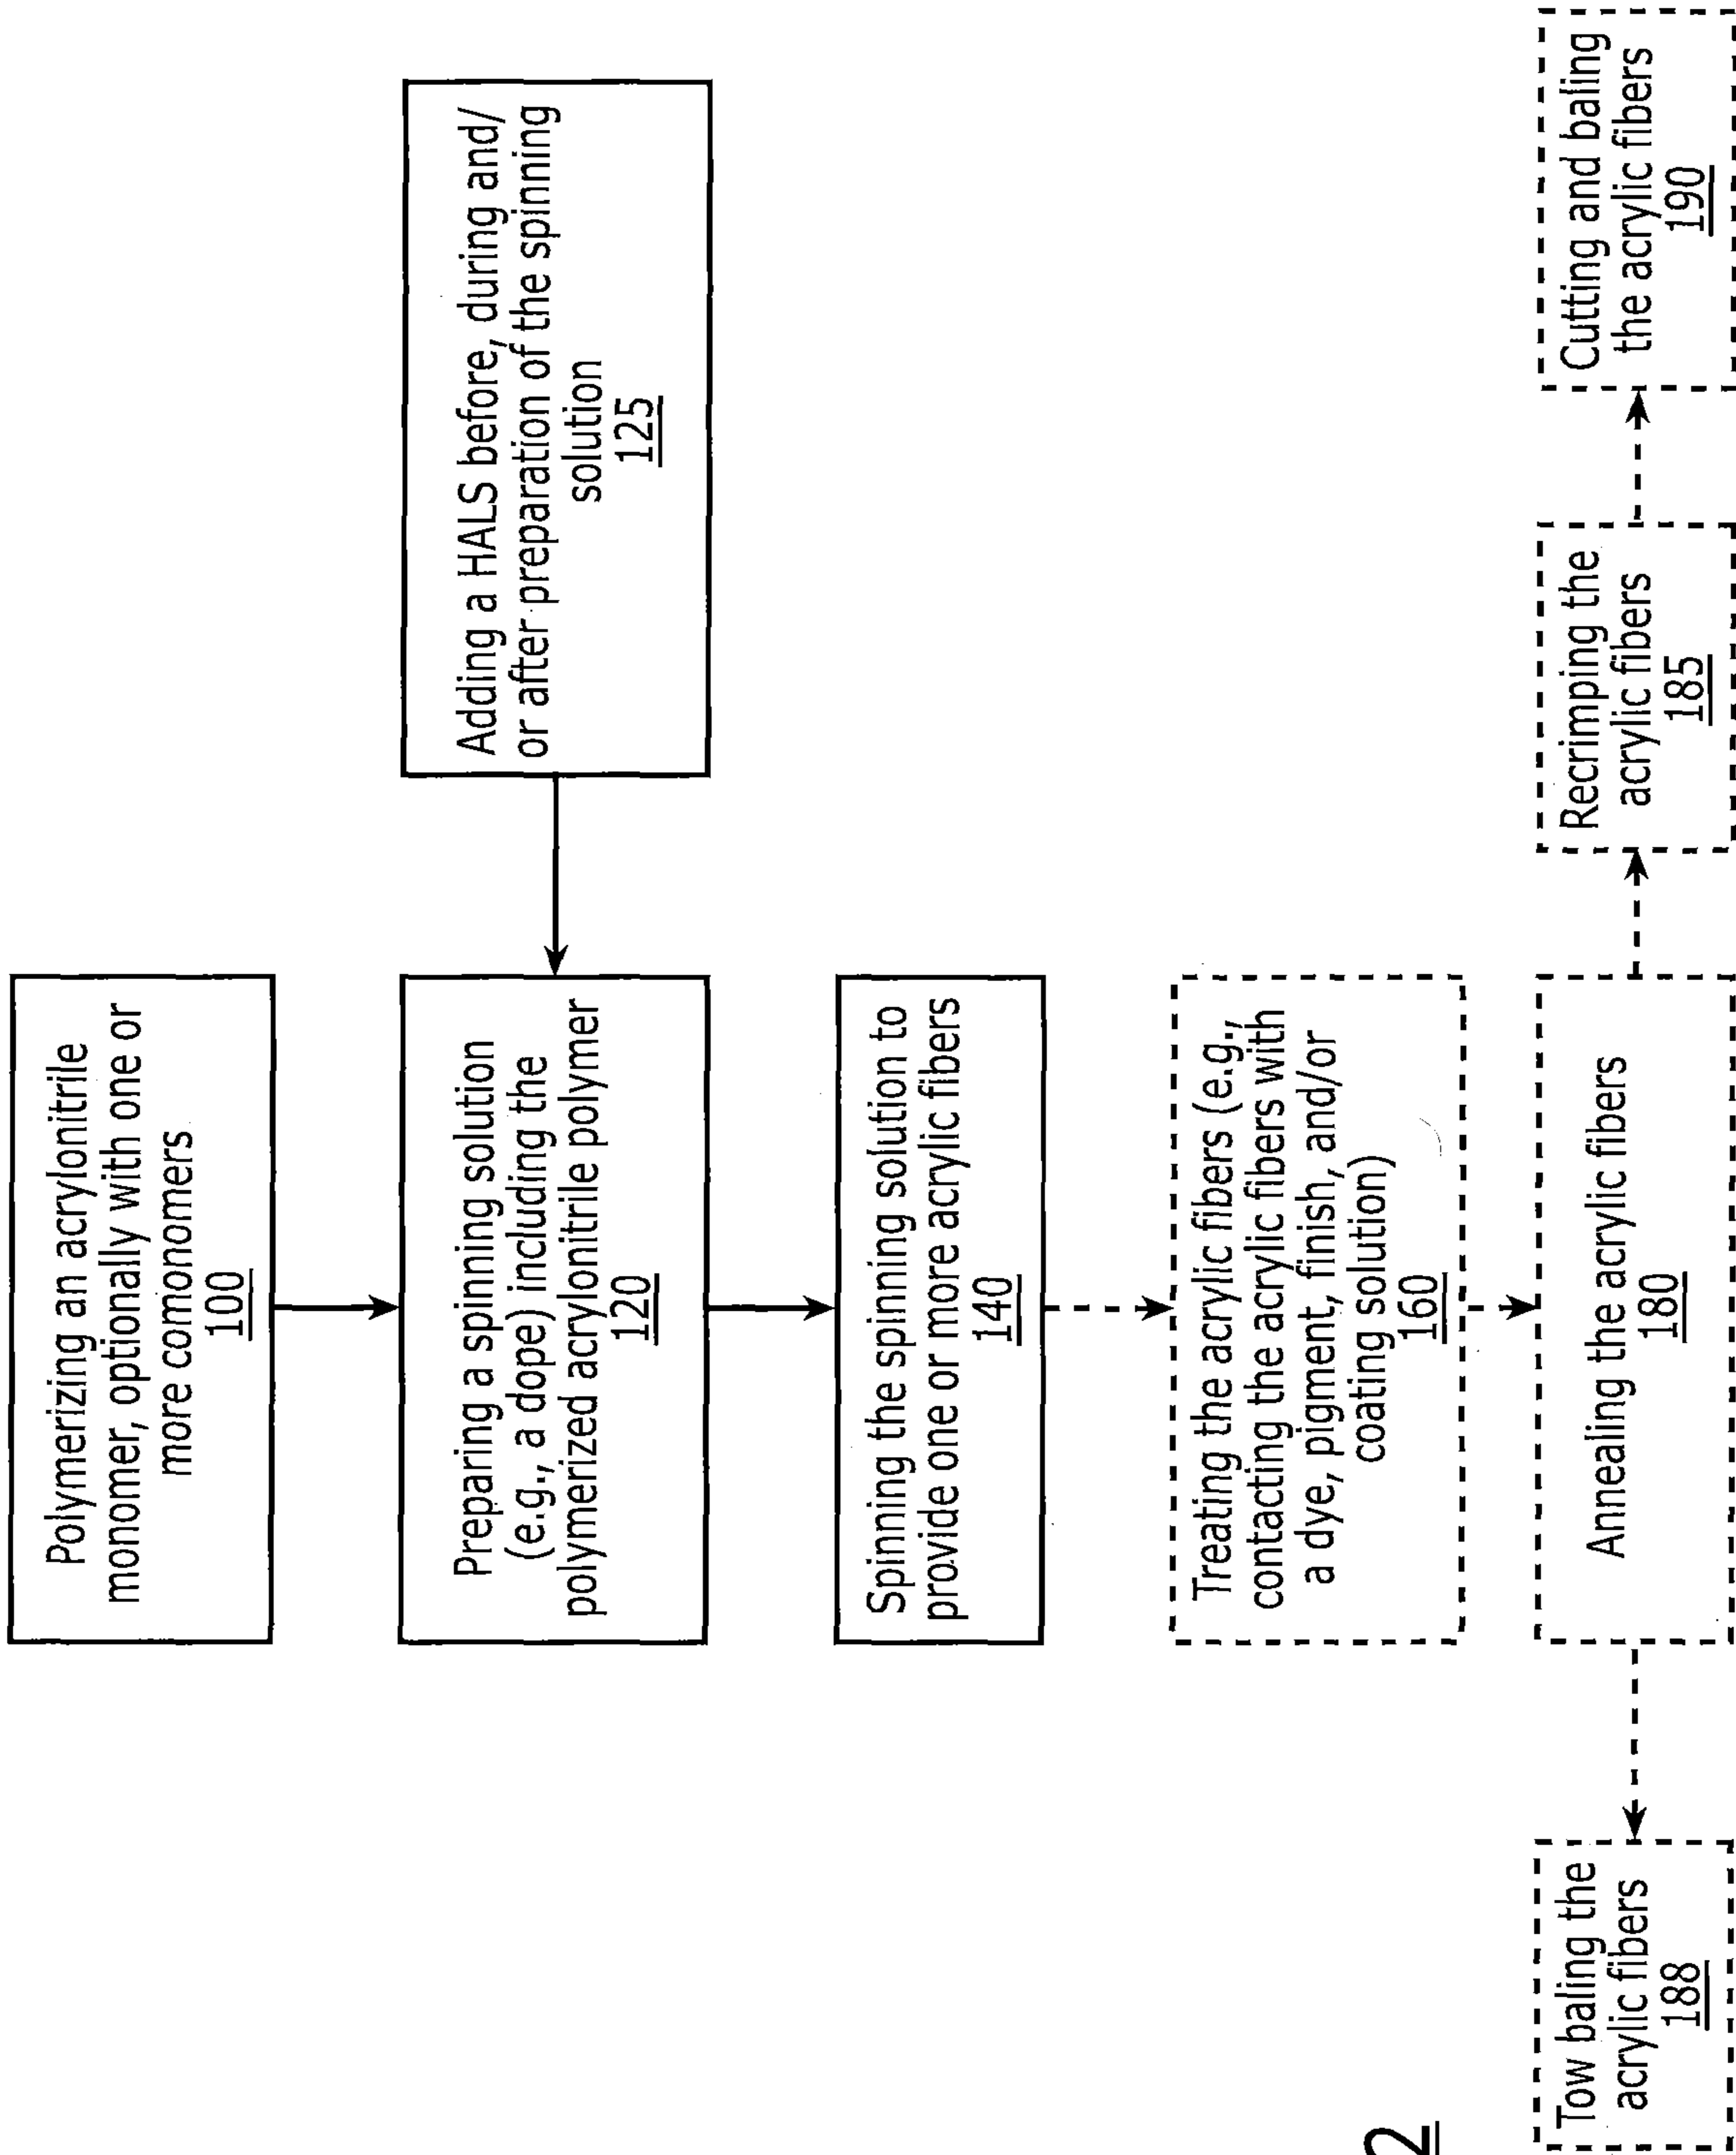 Polymerizing an acrylonitrile
monomer, optionally with one or
more comonomers
100
Adding a HALS before, during and/
or after preparation of the spinning
solution
125
Preparing a spinning solution
(e.g., a dope) including the
polymerized acrylonitrile polymer
120
Spinning the spinning solution to
provide one or more acrylic fibers
140
Treating the acrylic fibers (e.g.,
contacting the acrylic fibers with
a dye, pigment, finish, and/or
coating solution)
160
Tow baling the
acrylic fibers
188
Annealing the acrylic fibers
180
Recrimping the
acrylic fibers
185
Cutting and baling
the acrylic fibers
190
2